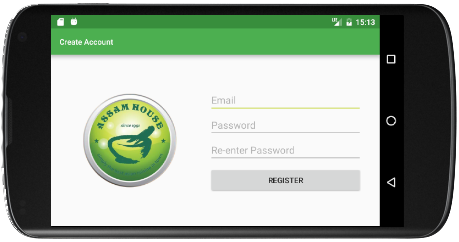 15:13
Create Account
ASSAM HOUSE
Email
Password
Re-enter Password
REGISTER